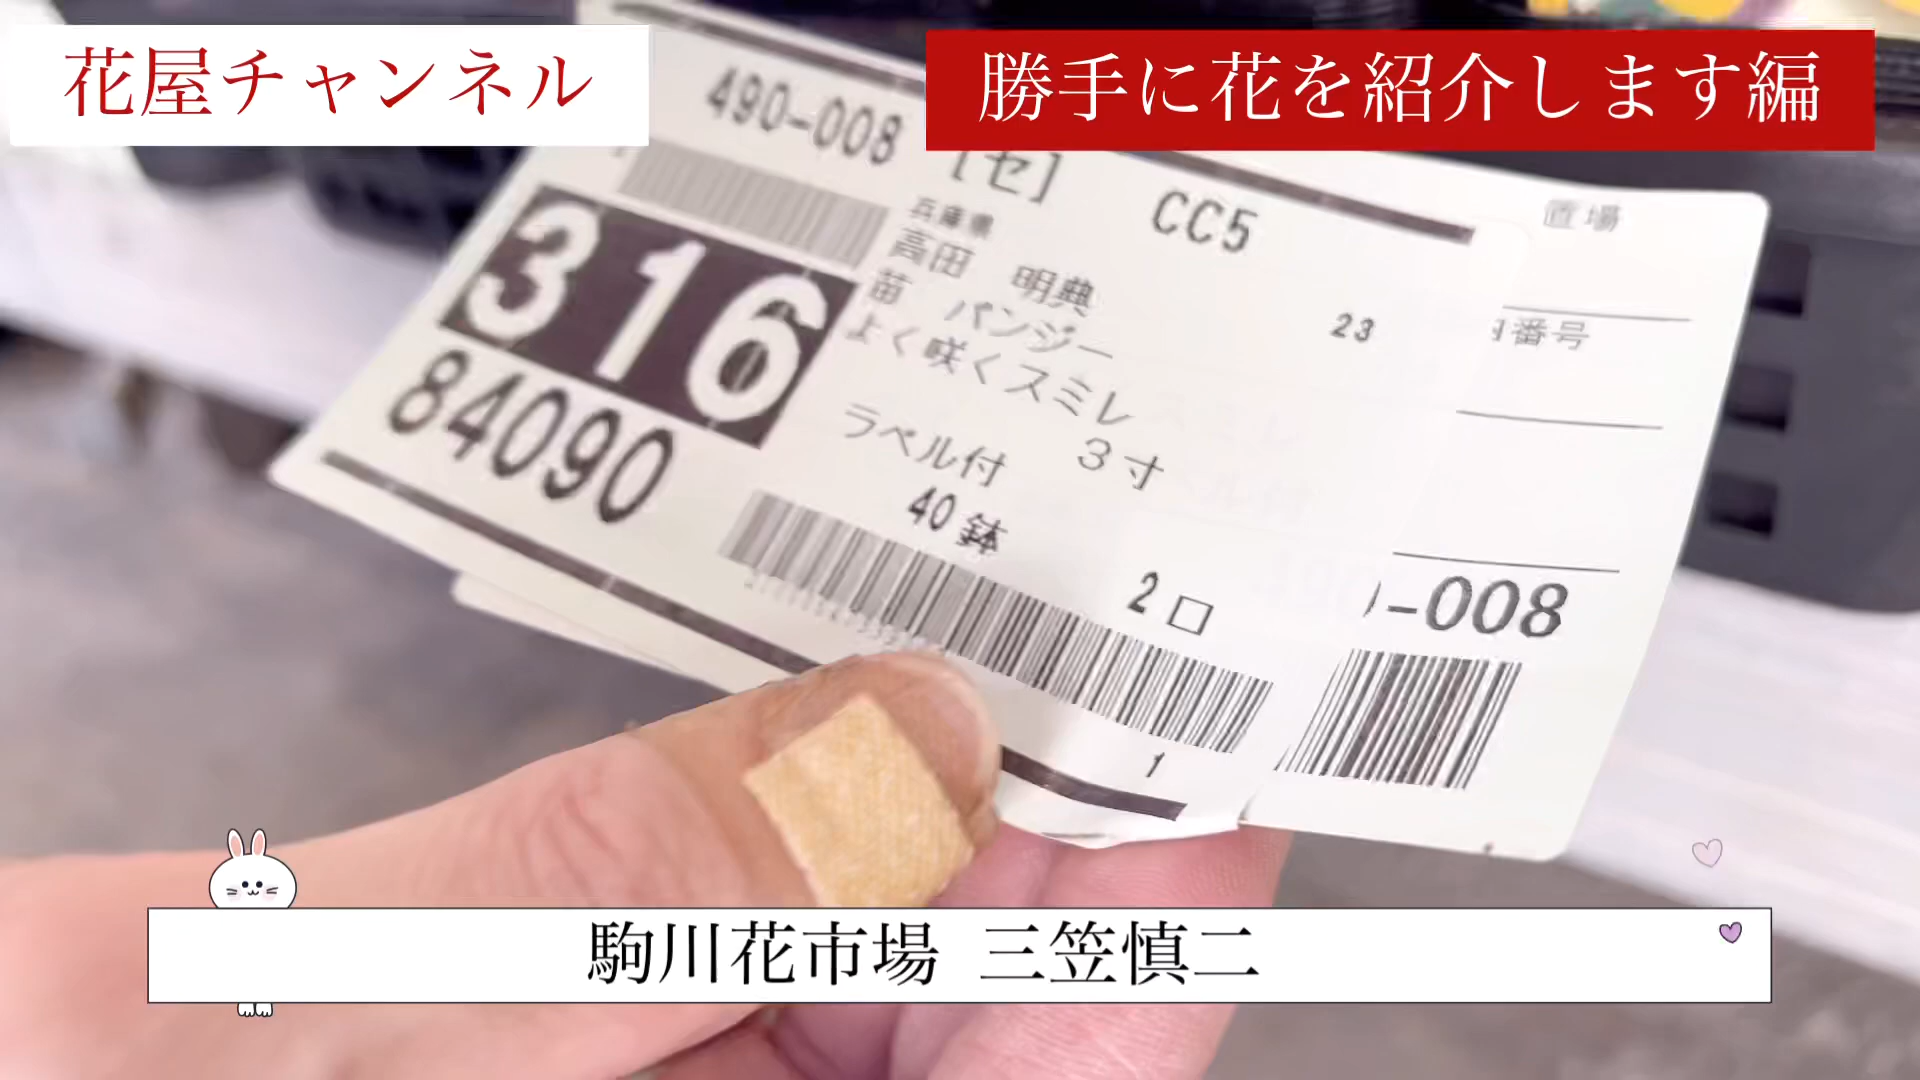 花屋チャンネル
勝手に花を紹介します編
490-008
[セ]
CC5
置場
316
兵庫県
高田 明典
苗 パンジー
よく咲くスミレ
23
番号
84090
ラベル付 3寸
40鉢
2口
-008
1
駒川花市場 三笠慎二